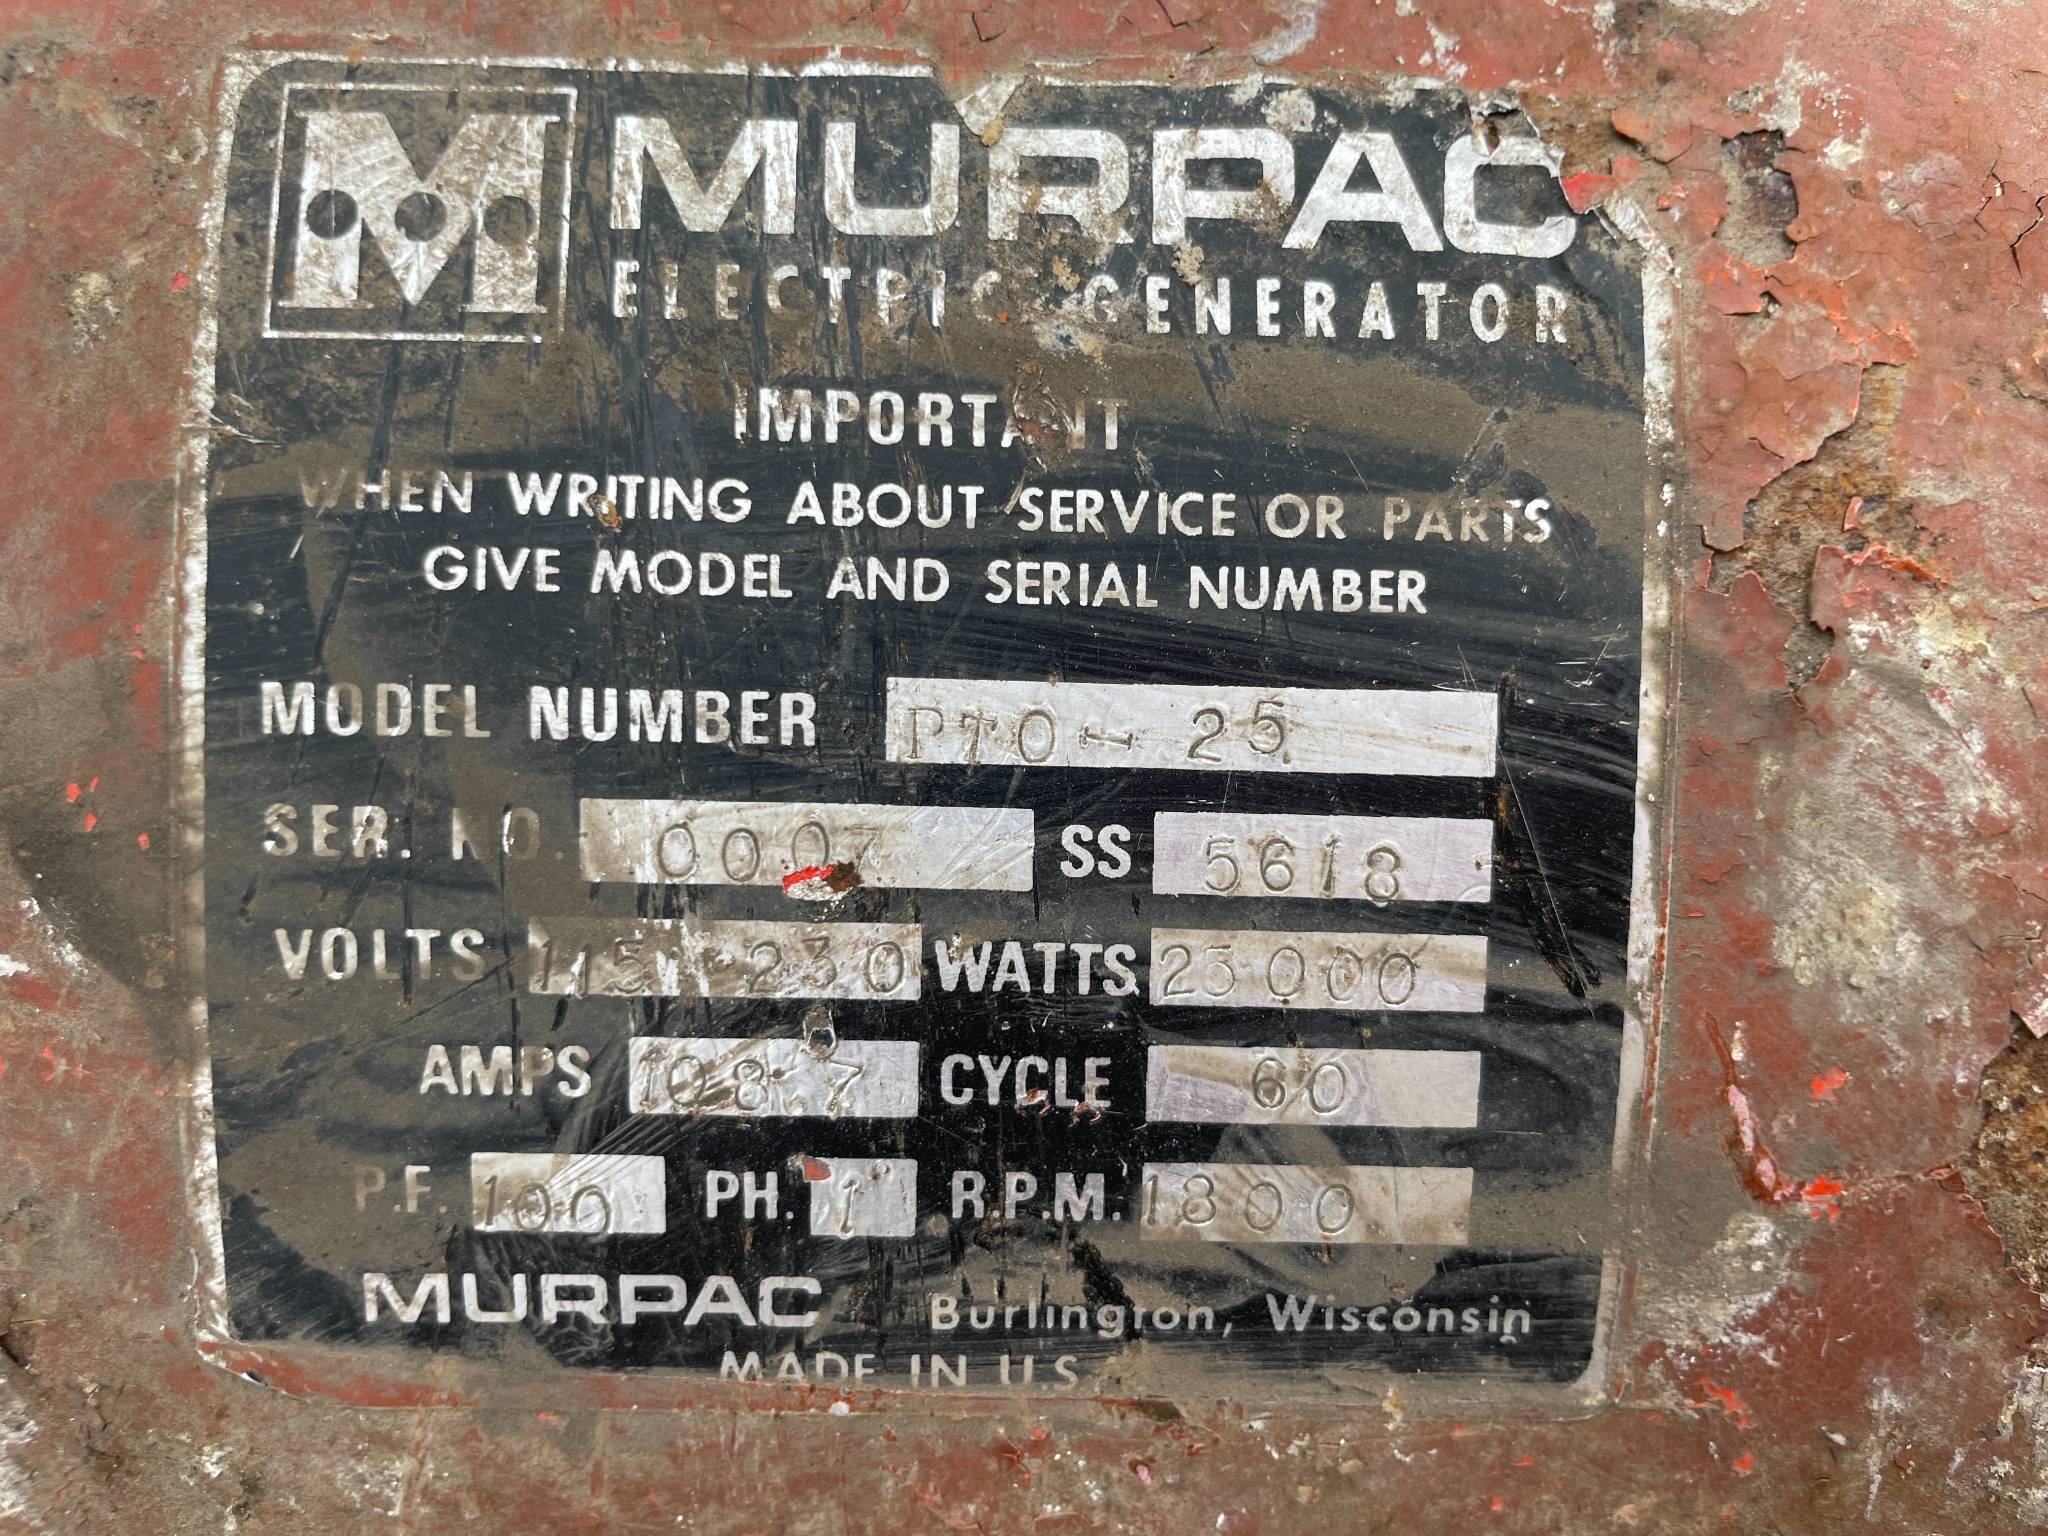 M MURPAC
ELECTRIC GENERATOR
IMPORTANT
WHEN WRITING ABOUT SERVICE OR PARTS
GIVE MODEL AND SERIAL NUMBER
MODEL NUMBER PTO-25
SER. NO. 0007 SS 5618
VOLTS 115-230 WATTS 25000
AMPS 108.7 CYCLE 60
P.F. 100 PH. 1 R.P.M. 1800
MURPAC Burlington, Wisconsin
MADE IN U.S